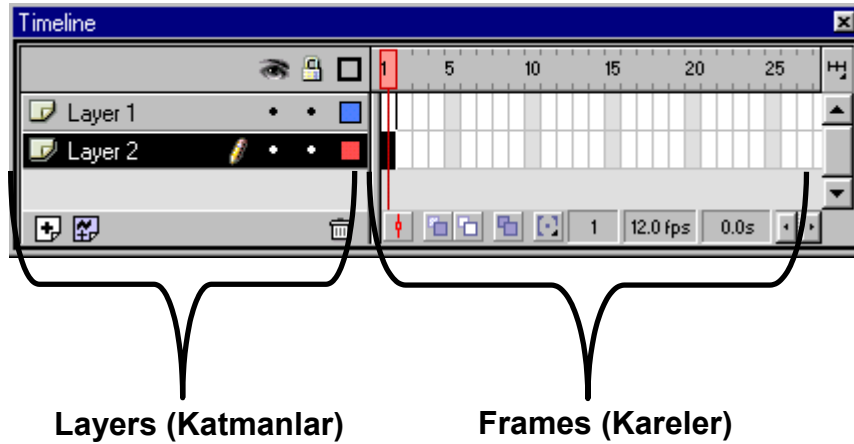 Timeline
1 5 10 15 20 25
Layer 1
Layer 2
1 12.0 fps 0.0s
Layers (Katmanlar) Frames (Kareler)